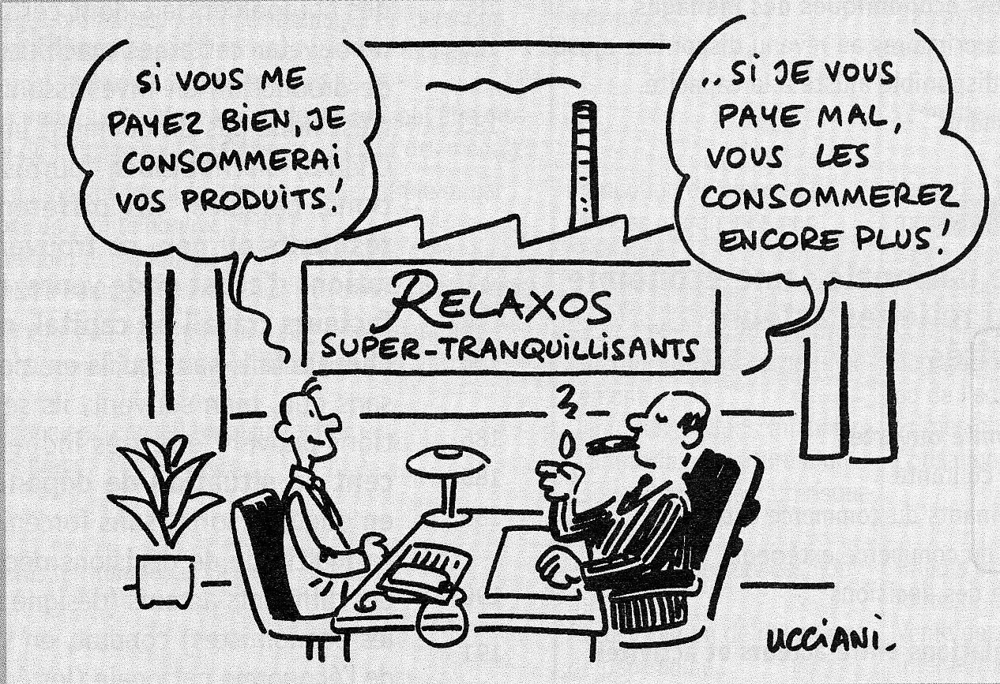 Si VOUS ME
PAYEZ BiEN, JE
CONSOMMERAi
VOS PRODUiTS!
..Si JE VOUS
PAYE MAL,
VOUS LES
CONSOMMEREZ
ENCORE PLUS!
RELAXOS
SUPER-TRANQUiLLiSANTS
UCCiANi.